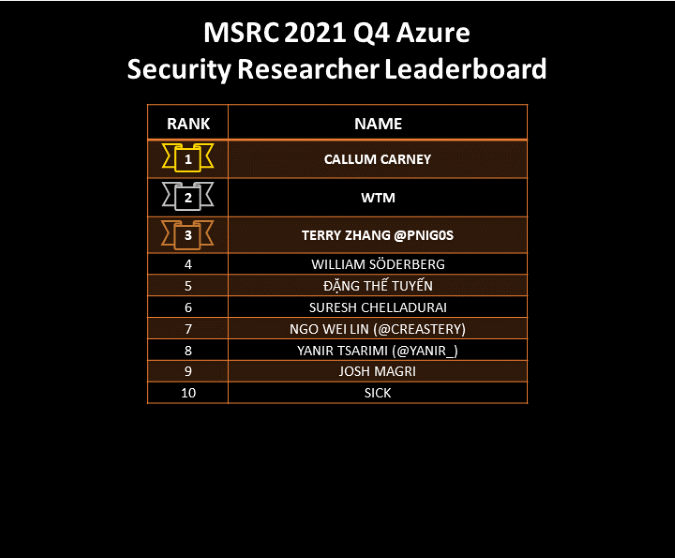 MSRC 2021 Q4 Azure
Security Researcher Leaderboard
RANK NAME
1 CALLUM CARNEY
2 WTM
3 TERRY ZHANG @PNIG0S
4 WILLIAM SÖDERBERG
5 ĐẶNG THẾ TUYẾN
6 SURESH CHELLADURAI
7 NGO WEI LIN (@CREASTERY)
8 YANIR TSARIMI (@YANIR_)
9 JOSH MAGRI
10 SICK